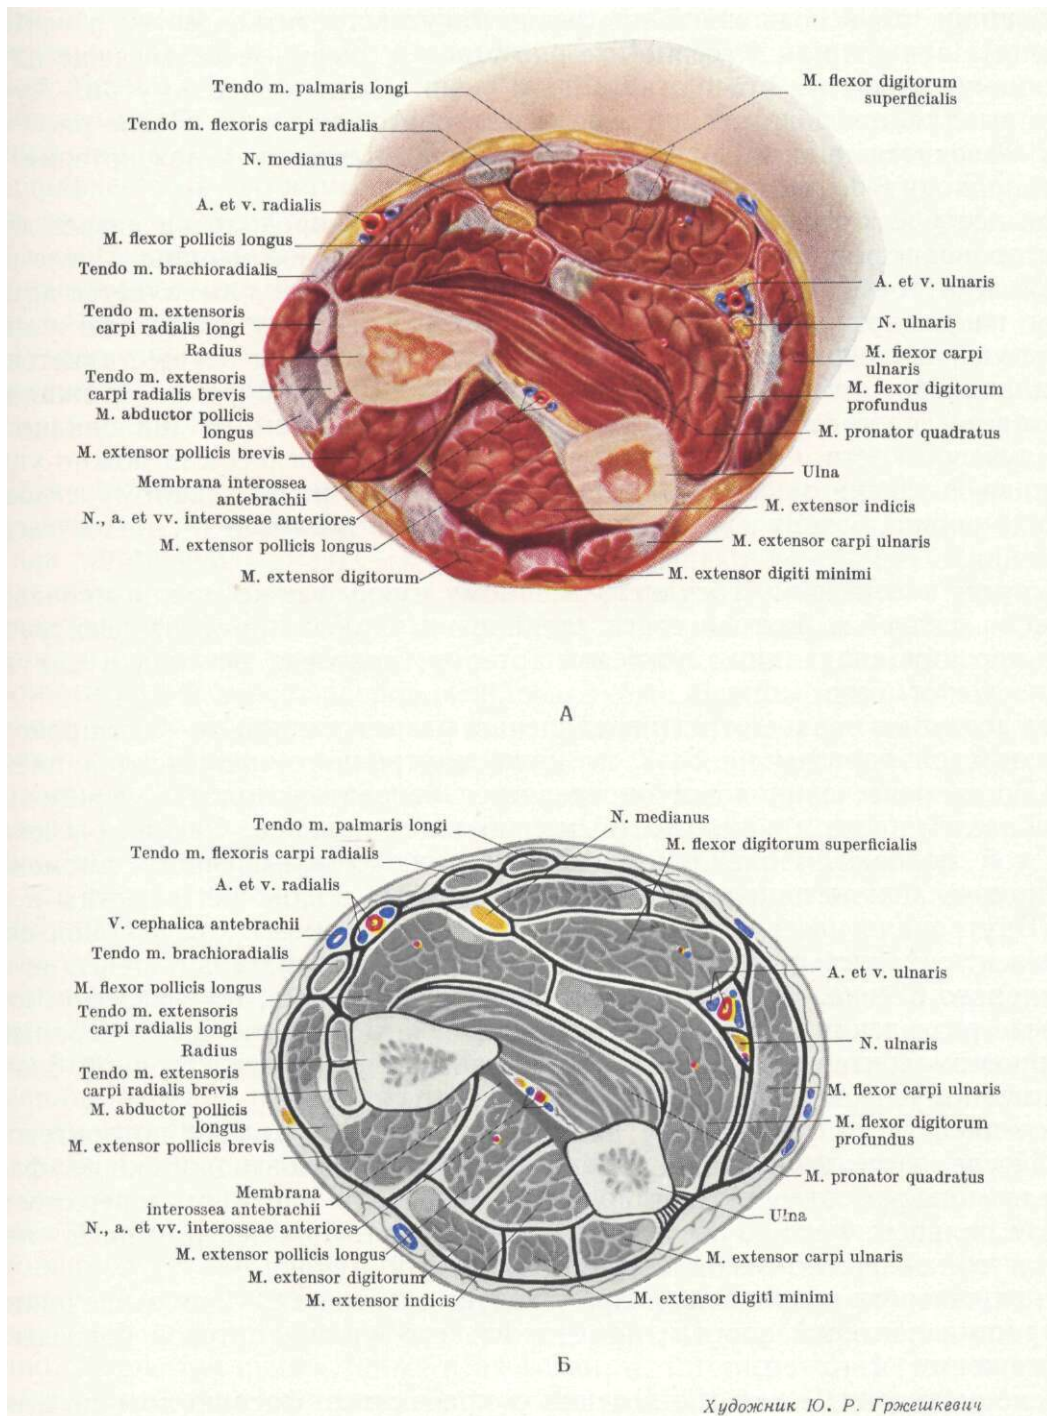 Tendo m. palmaris longi
M. flexor digitorum
superficialis
Tendo m. flexoris carpi radialis
N. medianus
A. et v. radialis
M. flexor pollicis longus
Tendo m. brachioradialis
A. et v. ulnaris
Tendo m. extensoris
carpi radialis longi
N. ulnaris
Radius
M. flexor carpi
ulnaris
Tendo m. extensoris
carpi radialis brevis
M. flexor digitorum
profundus
M. abductor pollicis
longus
M. pronator quadratus
M. extensor pollicis brevis
Ulna
Membrana interossea
antebrachii
M. extensor indicis
N., a. et vv. interosseae anteriores
M. extensor pollicis longus
M. extensor carpi ulnaris
M. extensor digitorum
M. extensor digiti minimi
А
N. medianus
Tendo m. palmaris longi
M. flexor digitorum superficialis
Tendo m. flexoris carpi radialis
A. et v. radialis
V. cephalica antebrachii
Tendo m. brachioradialis
A. et v. ulnaris
M. flexor pollicis longus
Tendo m. extensoris
carpi radialis longi
N. ulnaris
Radius
Tendo m. extensoris
carpi radialis brevis
M. flexor carpi ulnaris
M. abductor pollicis
longus
M. flexor digitorum
profundus
M. extensor pollicis brevis
M. pronator quadratus
Membrana
interossea antebrachii
Ulna
N., a. et vv. interosseae anteriores
M. extensor pollicis longus
M. extensor carpi ulnaris
M. extensor digitorum
M. extensor indicis
M. extensor digiti minimi
Б
Художник Ю. Р. Гржешкевич